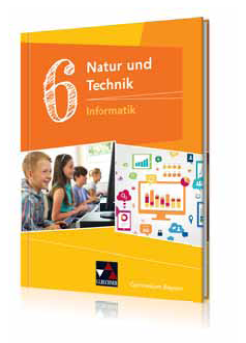 6
Natur und
Technik
Informatik
C.C.BUCHNER
Gymnasium Bayern